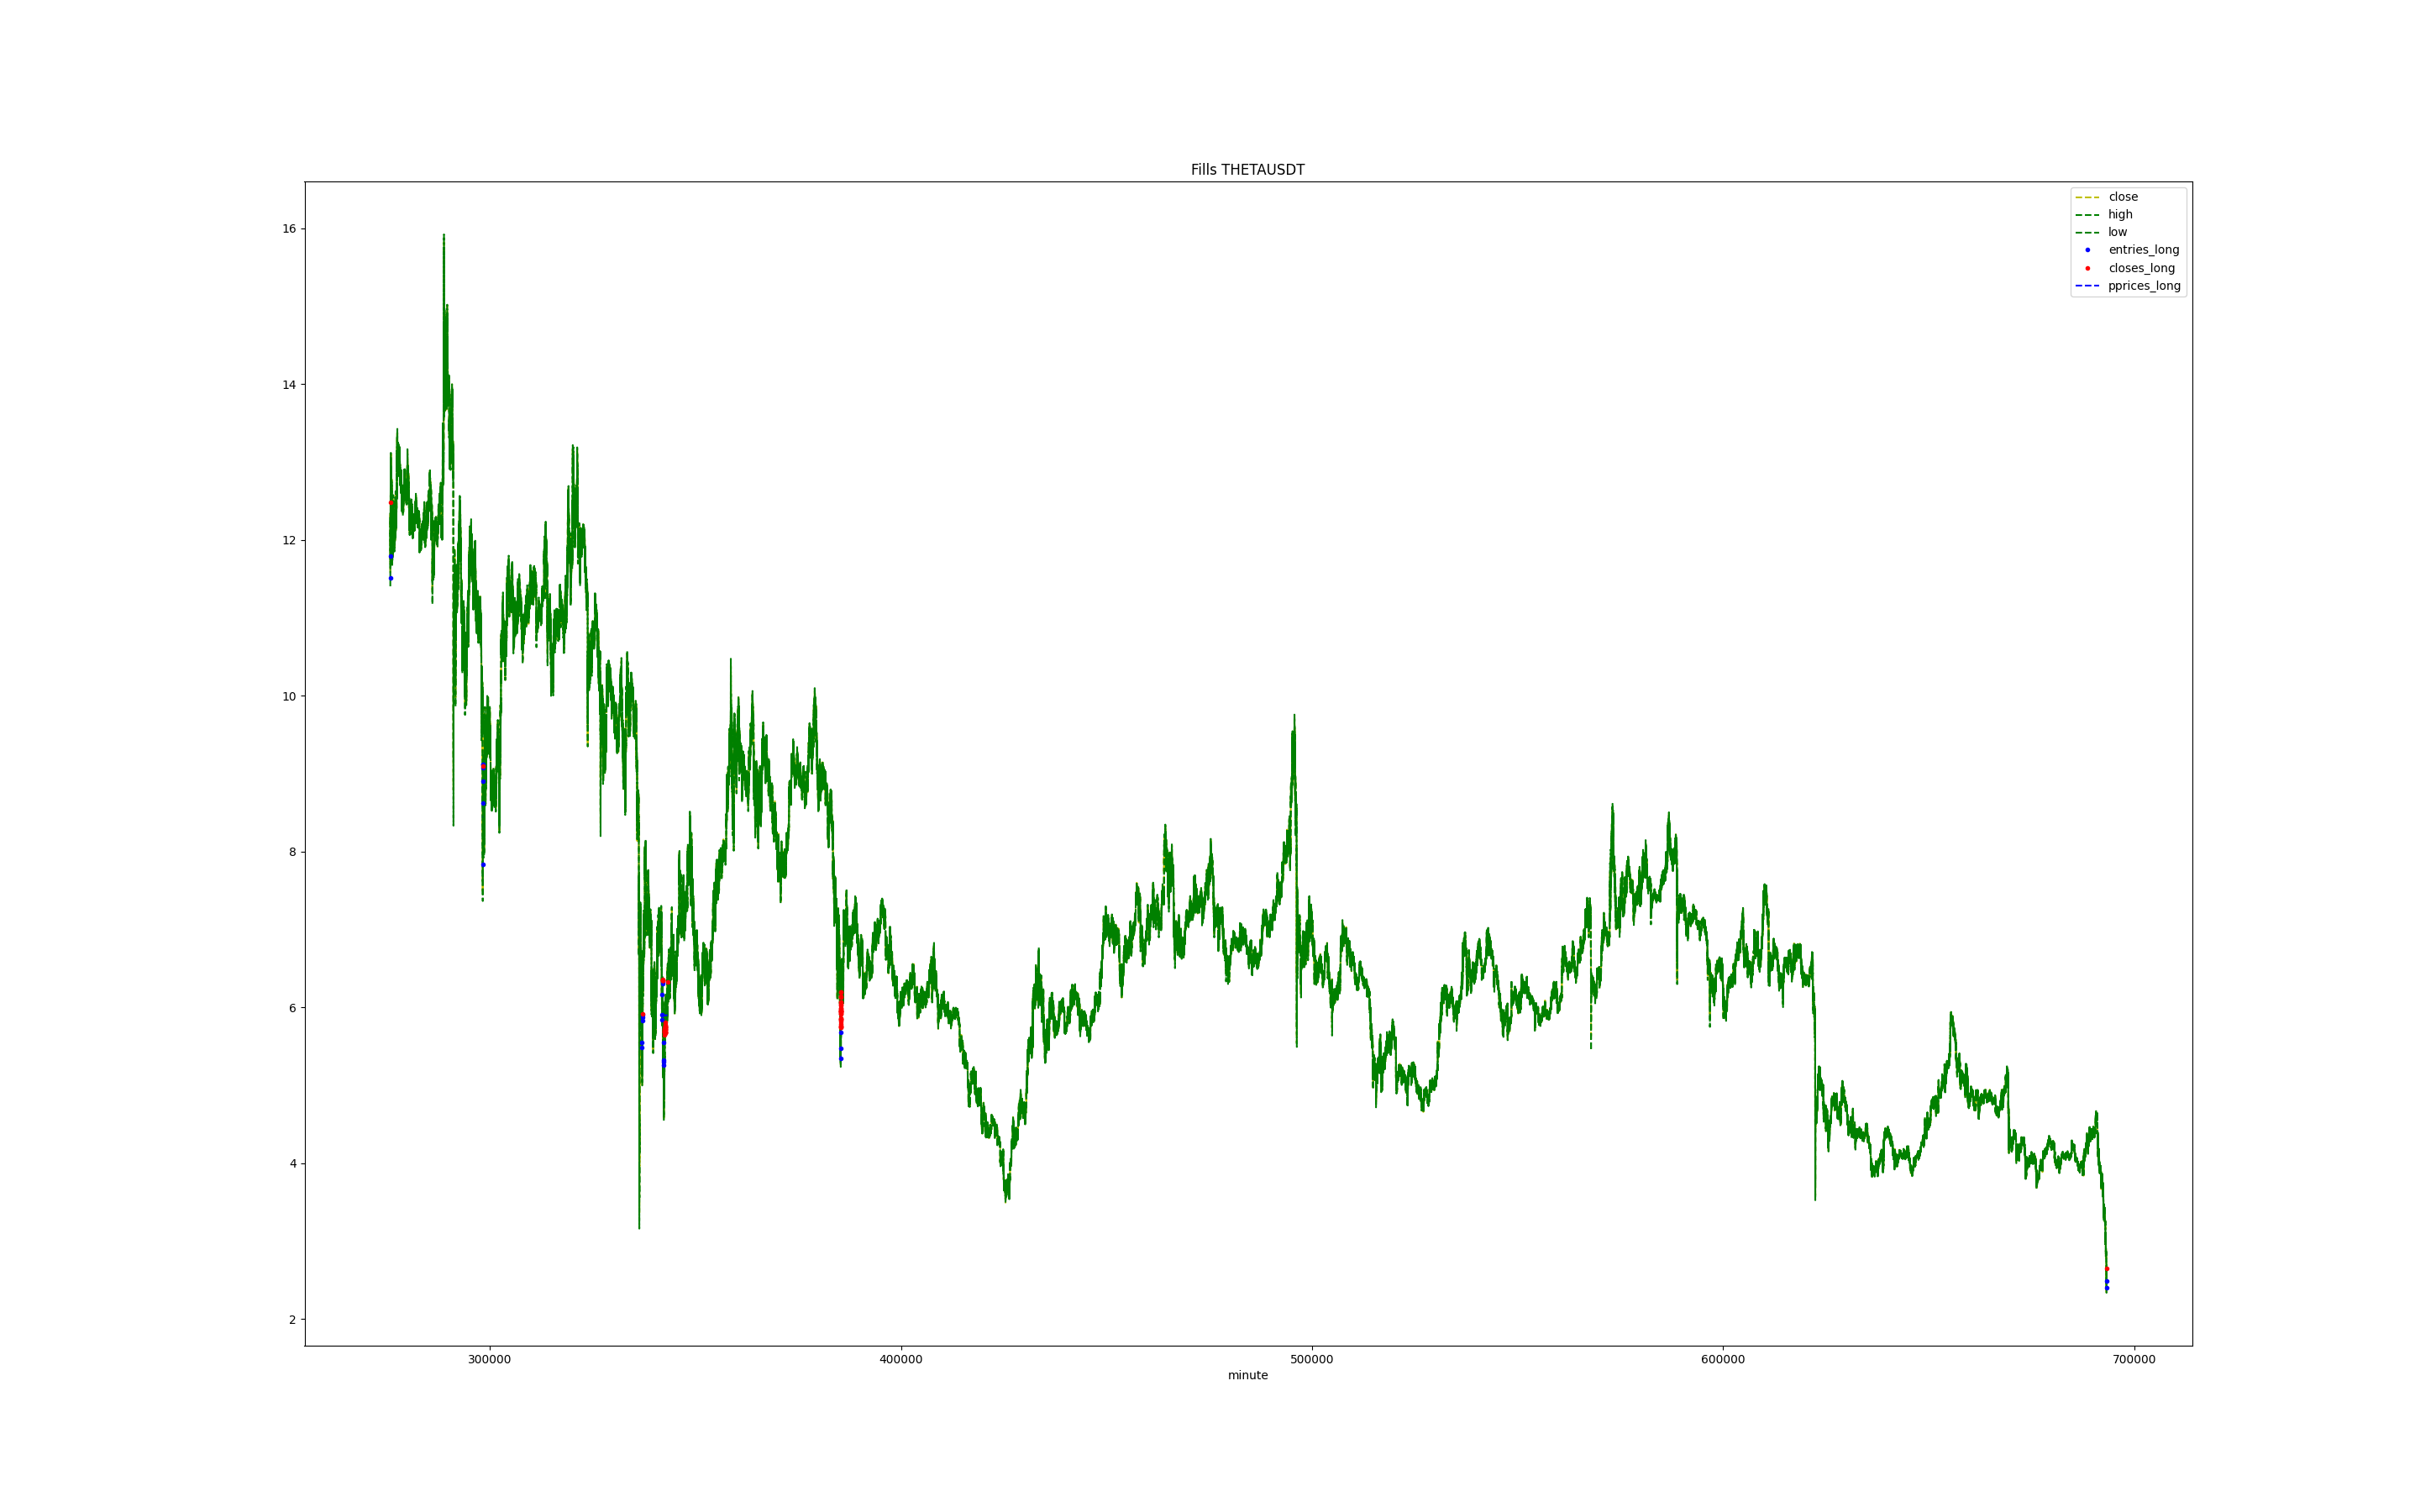 Fills THETAUSDT
close
high
low
entries_long
closes_long
pprices_long
16
14
12
10
8
6
4
2
300000
400000
500000
600000
700000
minute